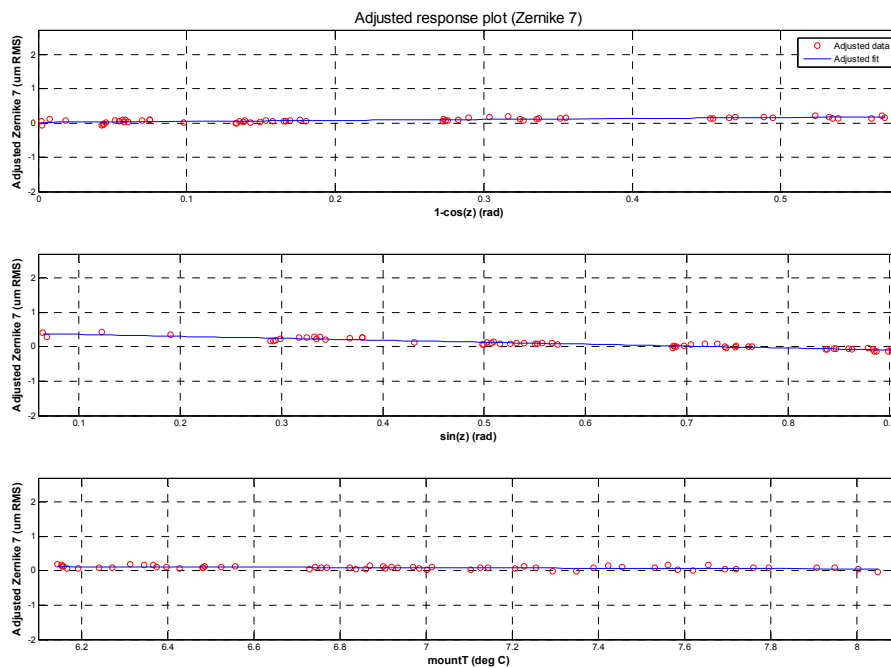 Adjusted response plot (Zernike 7)
Adjusted Zernike 7 (um RMS)
2
1
0
-1
-2
Adjusted data
Adjusted fit
0 0.1 0.2 0.3 0.4 0.5
1-cos(z) (rad)
Adjusted Zernike 7 (um RMS)
2
1
0
-1
-2
0.1 0.2 0.3 0.4 0.5 0.6 0.7 0.8 0.
sin(z) (rad)
Adjusted Zernike 7 (um RMS)
2
1
0
-1
-2
6.2 6.4 6.6 6.8 7 7.2 7.4 7.6 7.8 8
mountT (deg C)